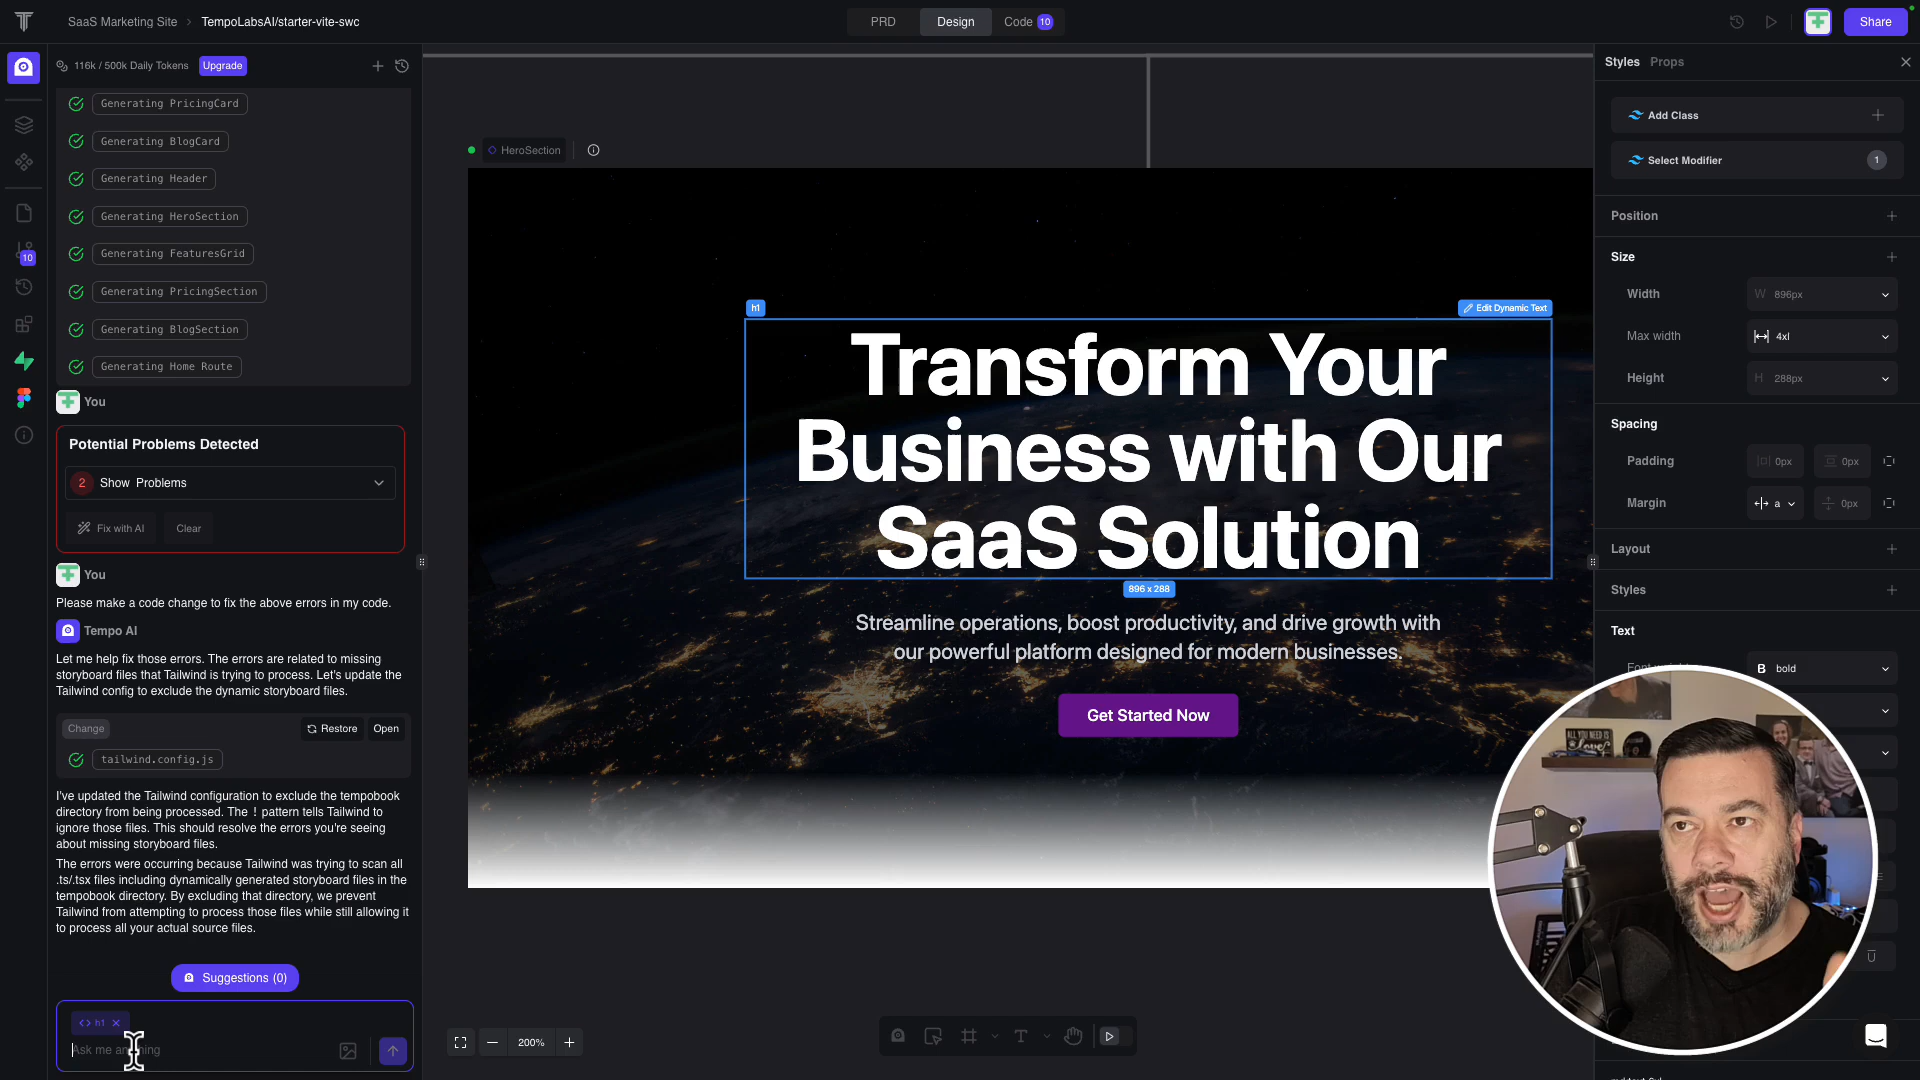 SaaS Marketing Site > TempoLabsAI/starter-vite-swc
PRD
Design
Code 10
Share
116k / 500k Daily Tokens
Upgrade
Generating PricingCard
Generating BlogCard
Generating Header
Generating HeroSection
Generating FeaturesGrid
Generating PricingSection
Generating BlogSection
Generating Home Route
10
You
Potential Problems Detected
2 Show Problems
Fix with AI
Clear
You
Please make a code change to fix the above errors in my code.
Tempo AI
Let me help fix those errors. The errors are related to missing
storyboard files that Tailwind is trying to process. Let's update the
Tailwind config to exclude the dynamic storyboard files.
Change
Restore
Open
tailwind.config.js
I've updated the Tailwind configuration to exclude the tempobook
directory from being processed. The ! pattern tells Tailwind to
ignore those files. This should resolve the errors you're seeing
about missing storyboard files.
The errors were occurring because Tailwind was trying to scan all
.ts/.tsx files including dynamically generated storyboard files in the
tempobook directory. By excluding that directory, we prevent
Tailwind from attempting to process those files while still allowing it
to process all your actual source files.
Suggestions (0)
<> h1 ×
Ask me anything
HeroSection
h1
Edit Dynamic Text
Transform Your
Business with Our
SaaS Solution
896 x 288
Streamline operations, boost productivity, and drive growth with
our powerful platform designed for modern businesses.
Get Started Now
200%
Styles
Props
Add Class
Select Modifier
1
Position
Size
Width
W 896px
Max width
4xl
Height
H 288px
Spacing
Padding
0px
0px
Margin
a
0px
Layout
Styles
Text
B bold
ALL YOU NEED IS
Love